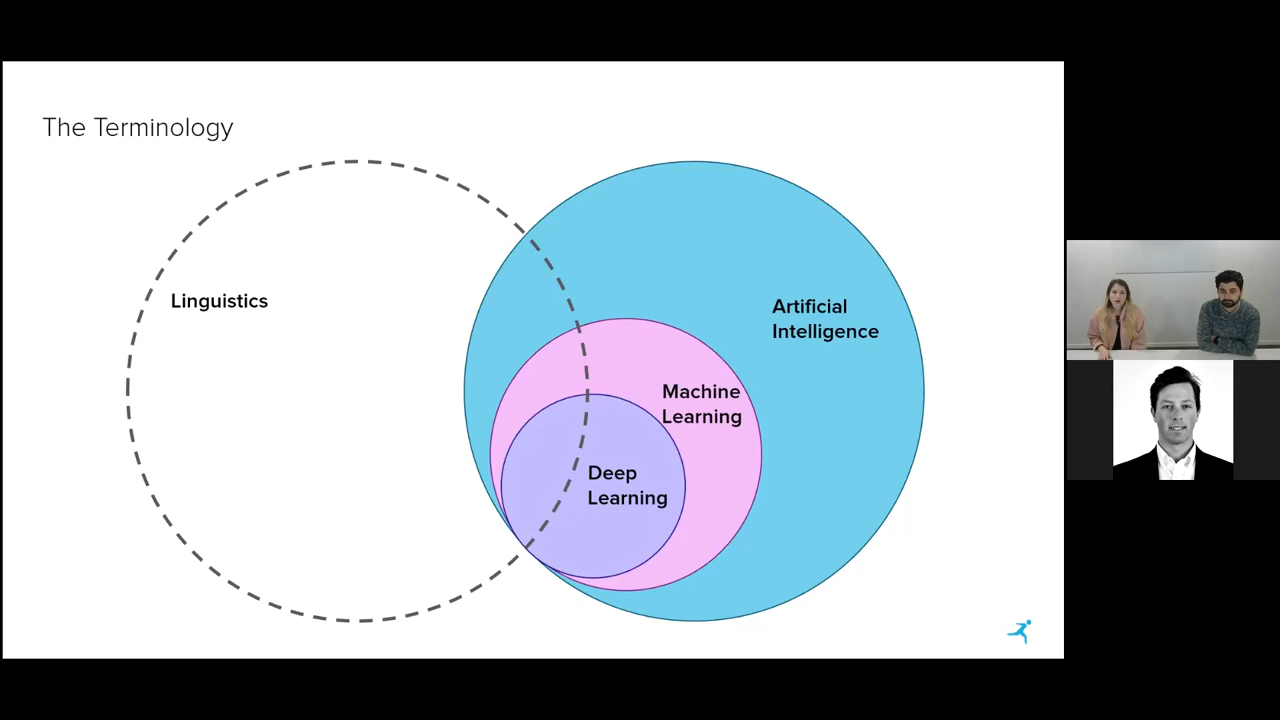 The Terminology
Linguistics
Artificial
Intelligence
Machine
Learning
Deep
Learning